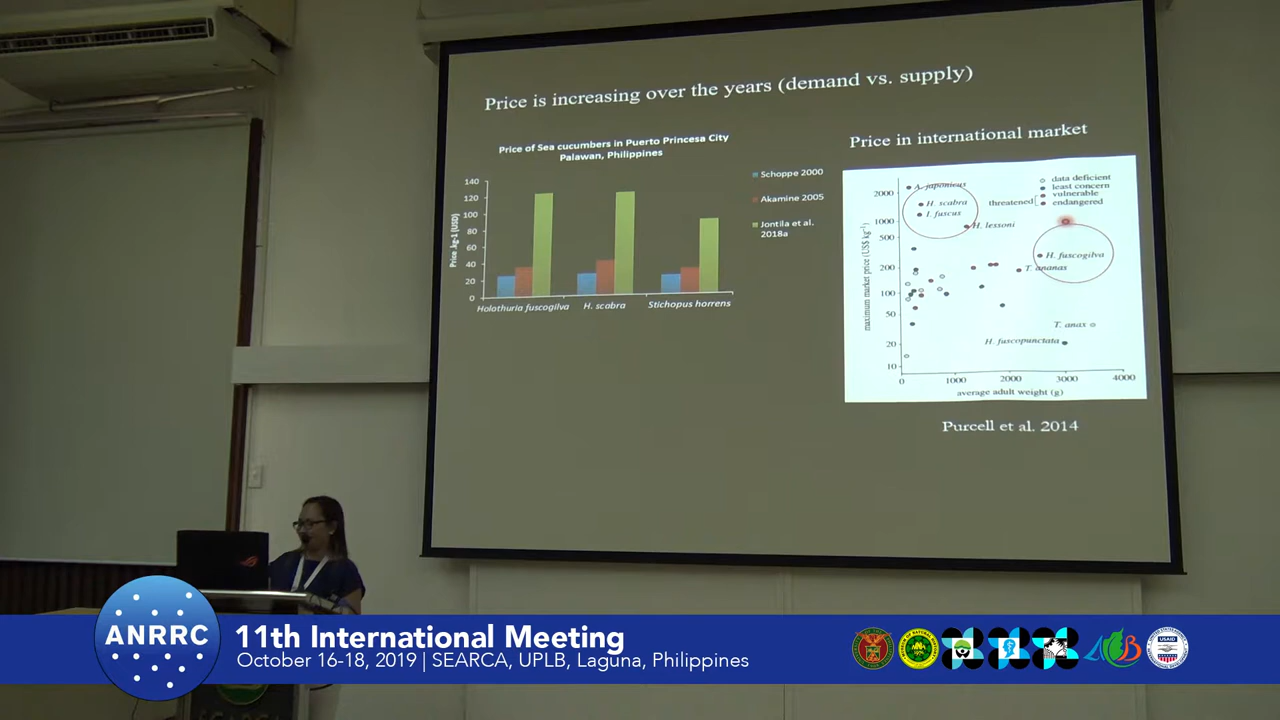 Price is increasing over the years (demand vs. supply)
Price of Sea cucumbers in Puerto Princesa City
Palawan, Philippines
Price .kg-1 (USD)
140
120
100
80
60
40
20
0
Holothuria fuscogilva
H. scabra
Stichopus horrens
Schoppe 2000
Akamine 2005
Jontila et al.
2018a
Price in international market
data deficient
least concern
vulnerable
endangered
threatened
A. japonicus
H. scabra
I. fuscus
H. lessoni
H. fuscogilva
T. ananas
T. anax
H. fuscopunctata
maximum market price (US$ kg-1)
2000
1000
500
200
100
50
20
10
0
1000
2000
3000
4000
average adult weight (g)
Purcell et al. 2014
ANRRC
11th International Meeting
October 16-18, 2019 | SEARCA, UPLB, Laguna, Philippines
USAID